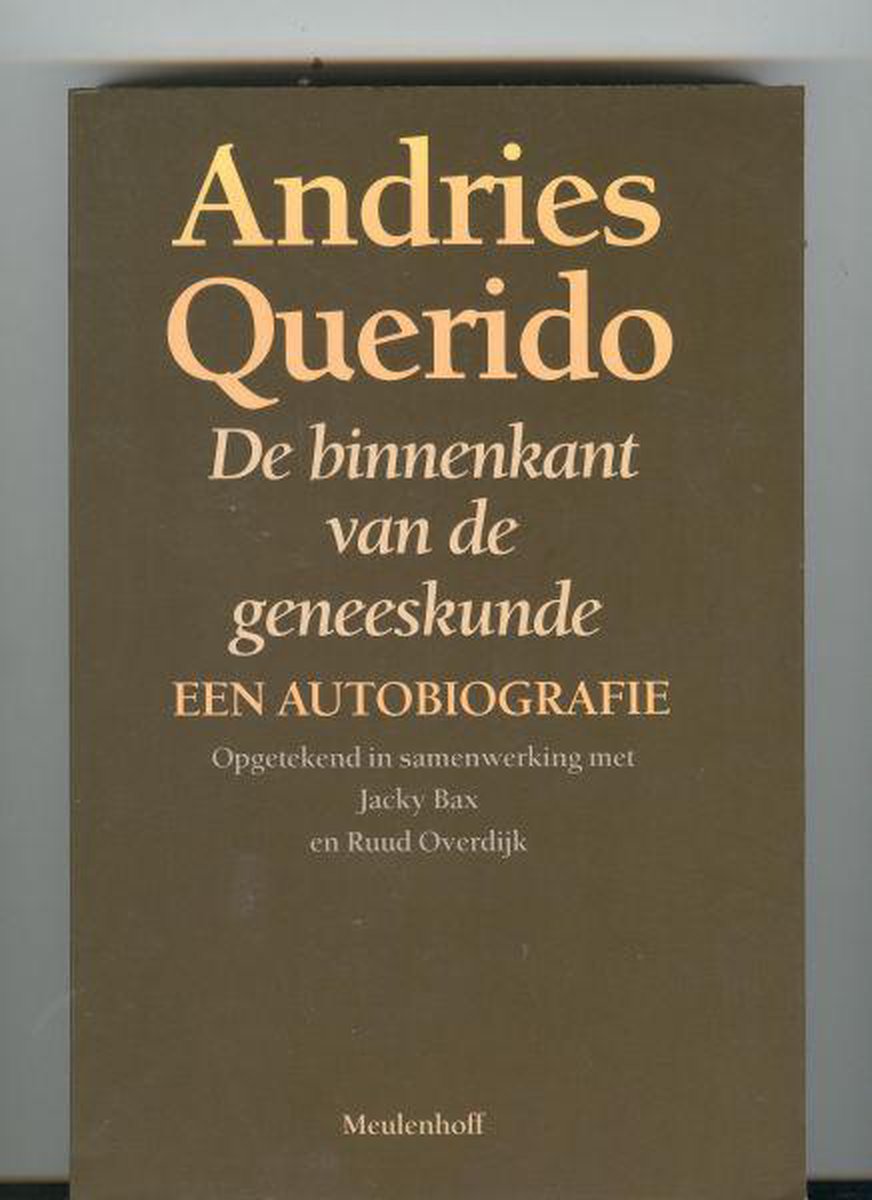 Andries
Querido
De binnenkant
van de
geneeskunde
EEN AUTOBIOGRAFIE
Opgetekend in samenwerking met
Jacky Bax
en Ruud Overdijk
Meulenhoff